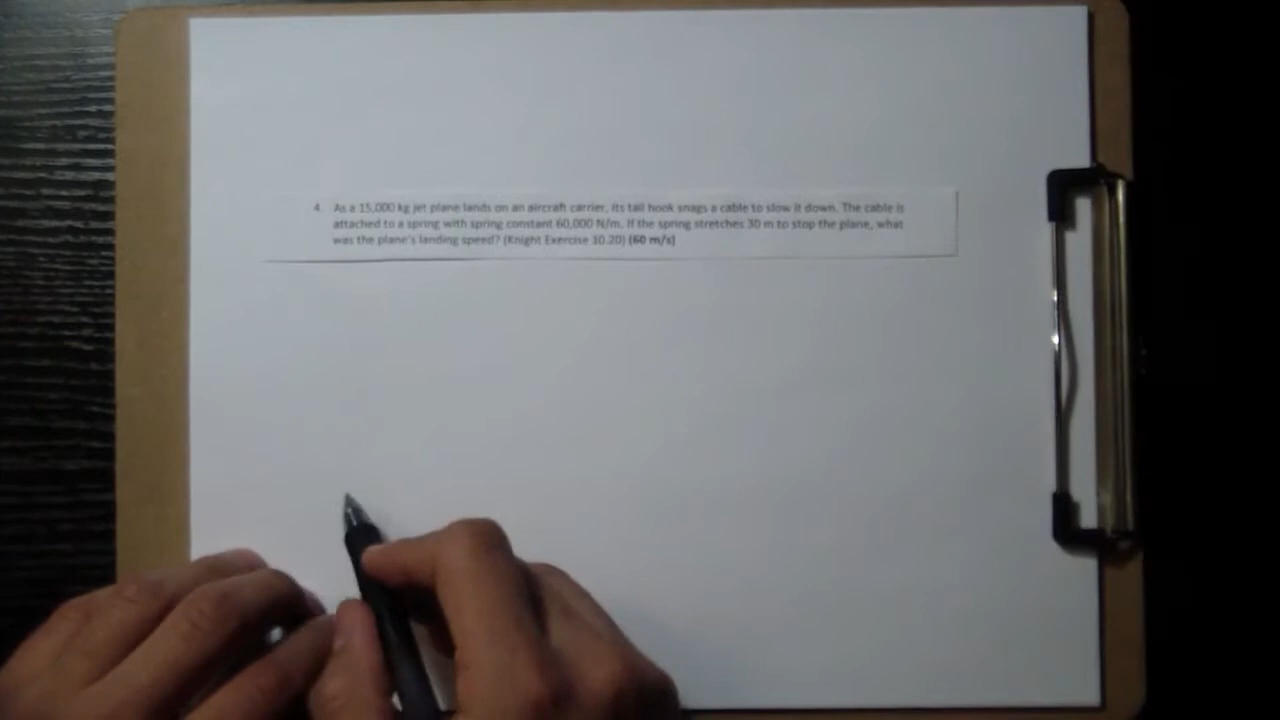 4. As a 15,000 kg jet plane lands on an aircraft carrier, its tail hook snags a cable to slow it down. The cable is
attached to a spring with spring constant 60,000 N/m. If the spring stretches 30 m to stop the plane, what
was the plane's landing speed? (Knight Exercise 10.20) (60 m/s)